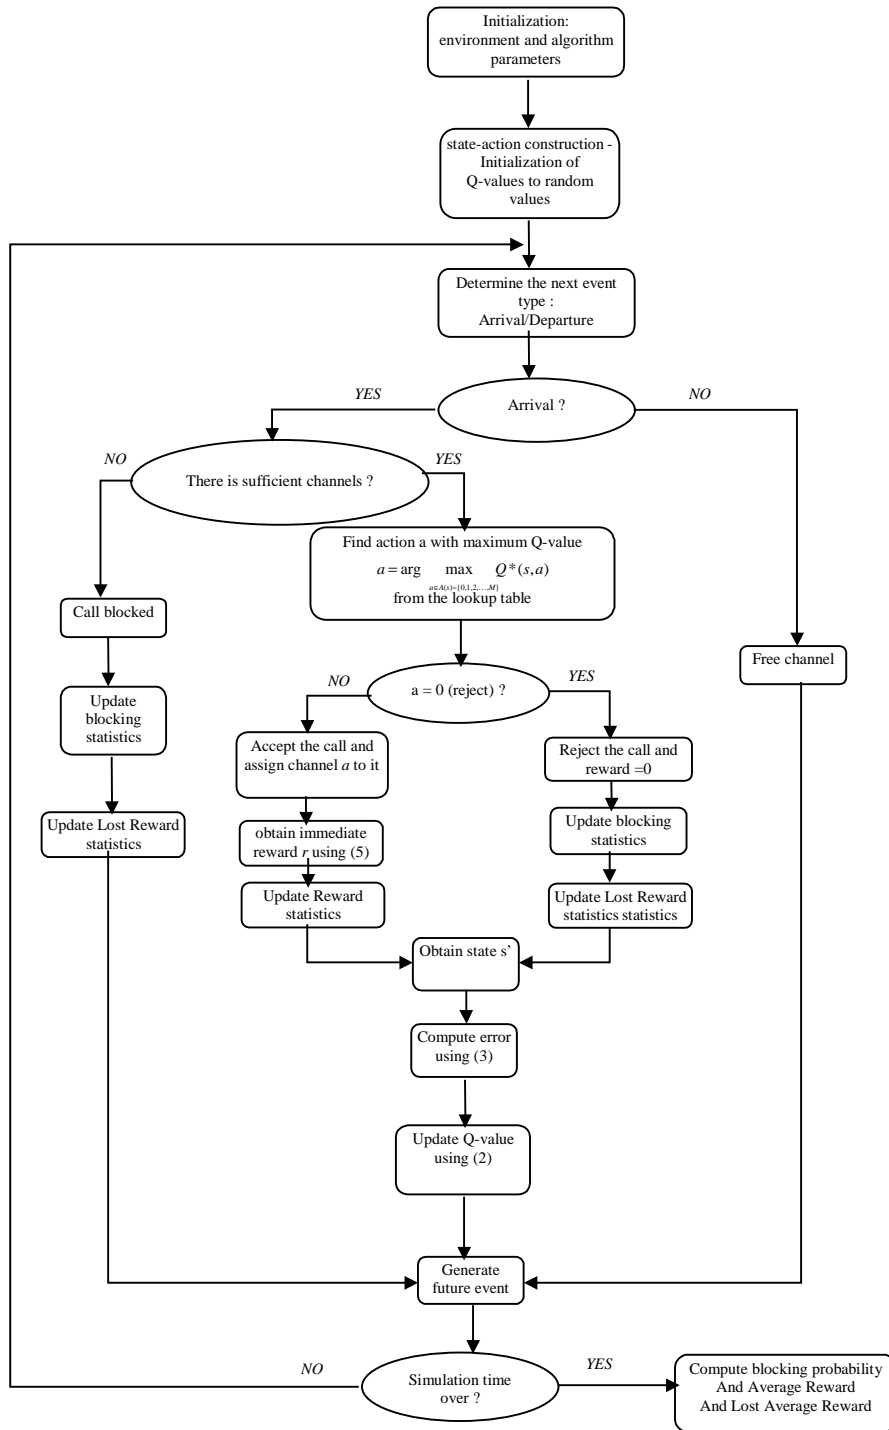 Initialization:
environment and algorithm
parameters
state-action construction -
Initialization of
Q-values to random
values
Determine the next event
type :
Arrival/Departure
YES
Arrival ?
NO
NO
There is sufficient channels ?
YES
Find action a with maximum Q-value
a = arg max Q*(s,a)
a∈A(s)={0,1,2,...,M}
from the lookup table
Call blocked
Update
blocking
statistics
Update Lost Reward
statistics
NO
a = 0 (reject) ?
YES
Free channel
Accept the call and
assign channel a to it
obtain immediate
reward r using (5)
Update Reward
statistics
Reject the call and
reward =0
Update blocking
statistics
Update Lost Reward
statistics statistics
Obtain state s’
Compute error
using (3)
Update Q-value
using (2)
Generate
future event
NO
Simulation time
over ?
YES
Compute blocking probability
And Average Reward
And Lost Average Reward